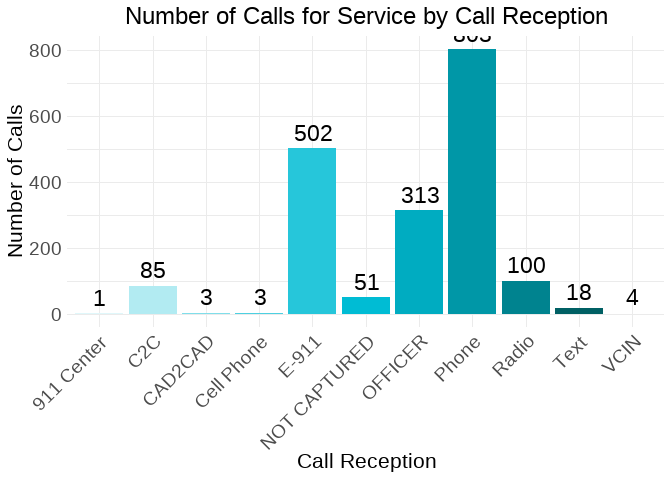 Number of Calls for Service by Call Reception
Number of Calls
800
600
400
200
0
1
85
3
3
502
51
313
100
18
4
911 Center
C2C
CAD2CAD
Cell Phone
E-911
NOT CAPTURED
OFFICER
Phone
Radio
Text
VCIN
Call Reception